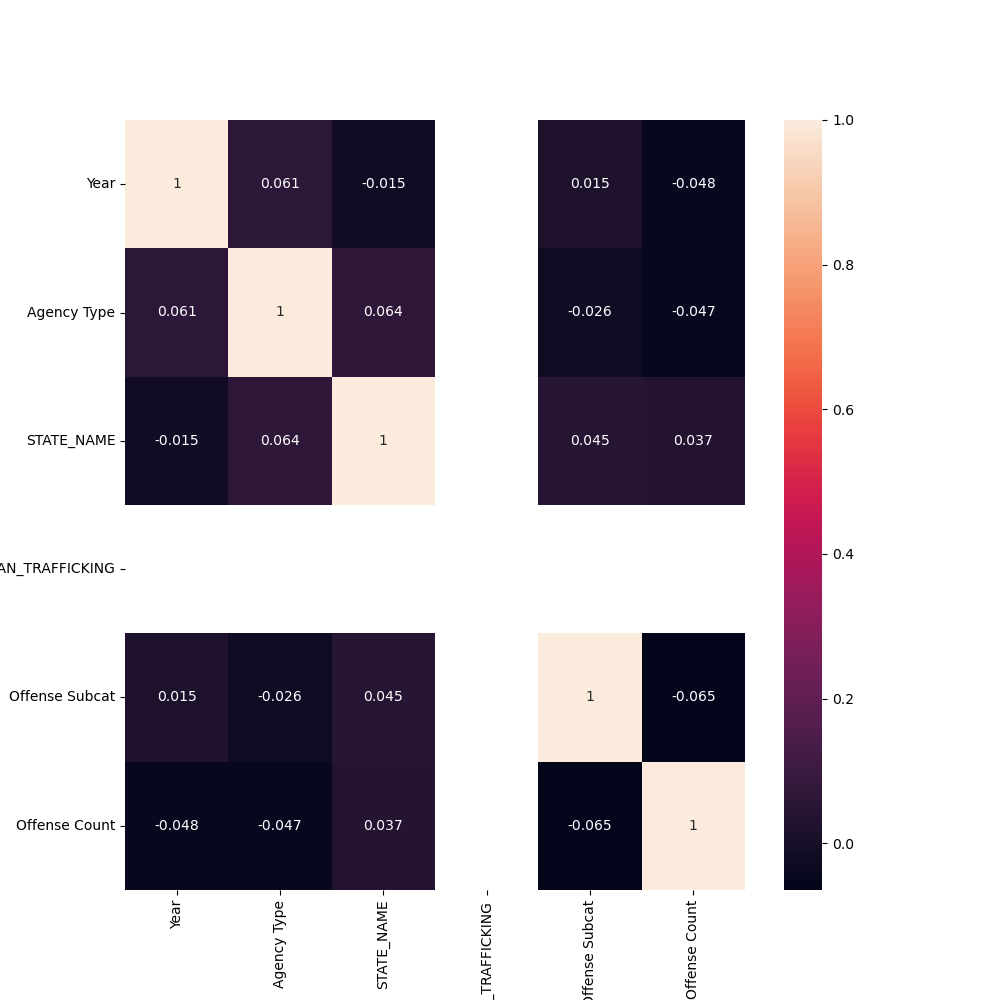 1.0
Year 1 0.061 -0.015 0.015 -0.048
0.8
Agency Type 0.061 1 0.064 -0.026 -0.047
0.6
STATE_NAME -0.015 0.064 1 0.045 0.037
0.4
AN_TRAFFICKING
0.2
Offense Subcat 0.015 -0.026 0.045 1 -0.065
Offense Count -0.048 -0.047 0.037 -0.065 1
0.0
Year
Agency Type
STATE_NAME
_TRAFFICKING
Offense Subcat
Offense Count